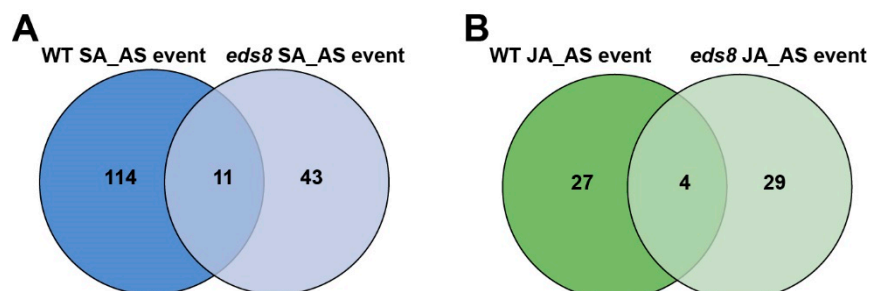 A
WT SA_AS event eds8 SA_AS event
114 11 43
B
WT JA_AS event eds8 JA_AS event
27 4 29